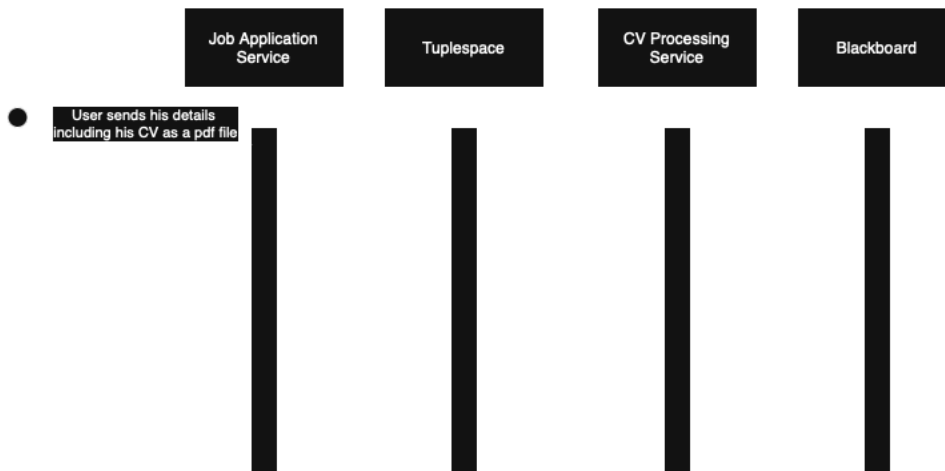 Job Application
Service
Tuplespace
CV Processing
Service
Blackboard
User sends his details
including his CV as a pdf file